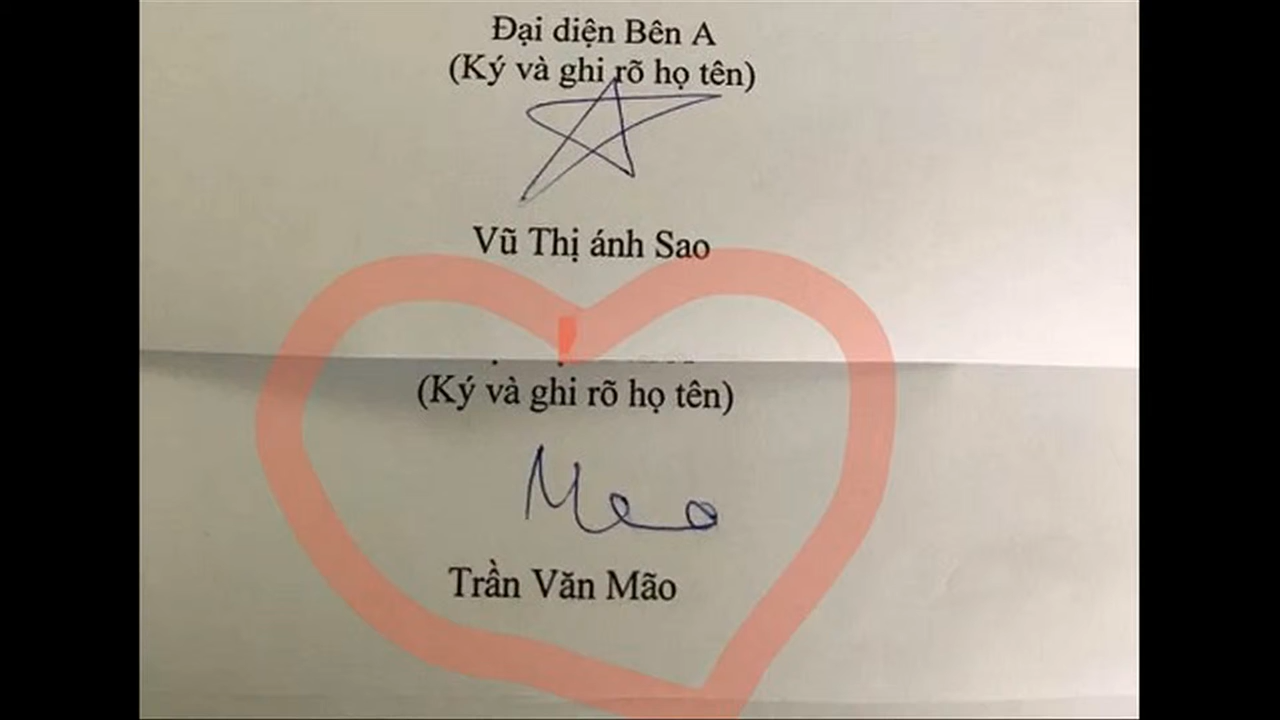 Đại diện Bên A
(Ký và ghi rõ họ tên)
Vũ Thị ánh Sao
(Ký và ghi rõ họ tên)
Meo
Trần Văn Mão